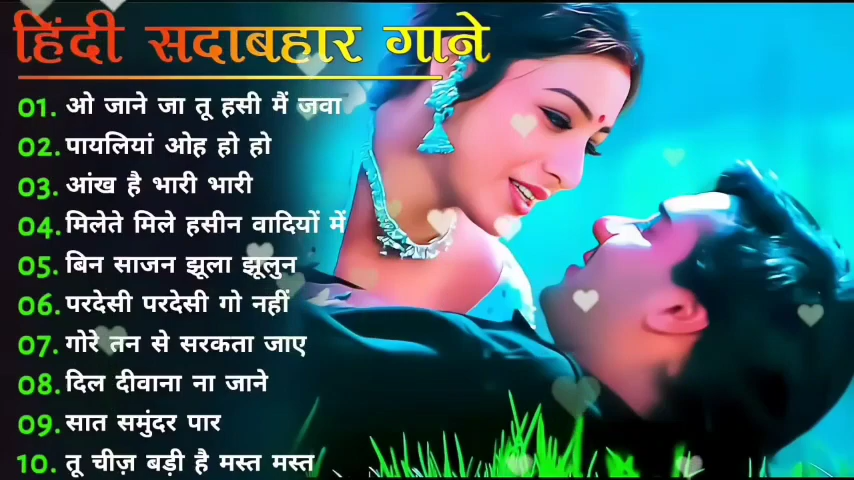 हिंदी सदाबहार गाने
01. ओ जाने जा तू हसी मैं जवा
02. पायलियां ओह हो हो
03. आंख है भारी भारी
04. मिलेते मिले हसीन वादियों में
05. बिन साजन झूला झूलुन
06. परदेसी परदेसी गो नहीं
07. गोरे तन से सरकता जाए
08. दिल दीवाना ना जाने
09. सात समुंदर पार
10. तू चीज़ बड़ी है मस्त मस्त